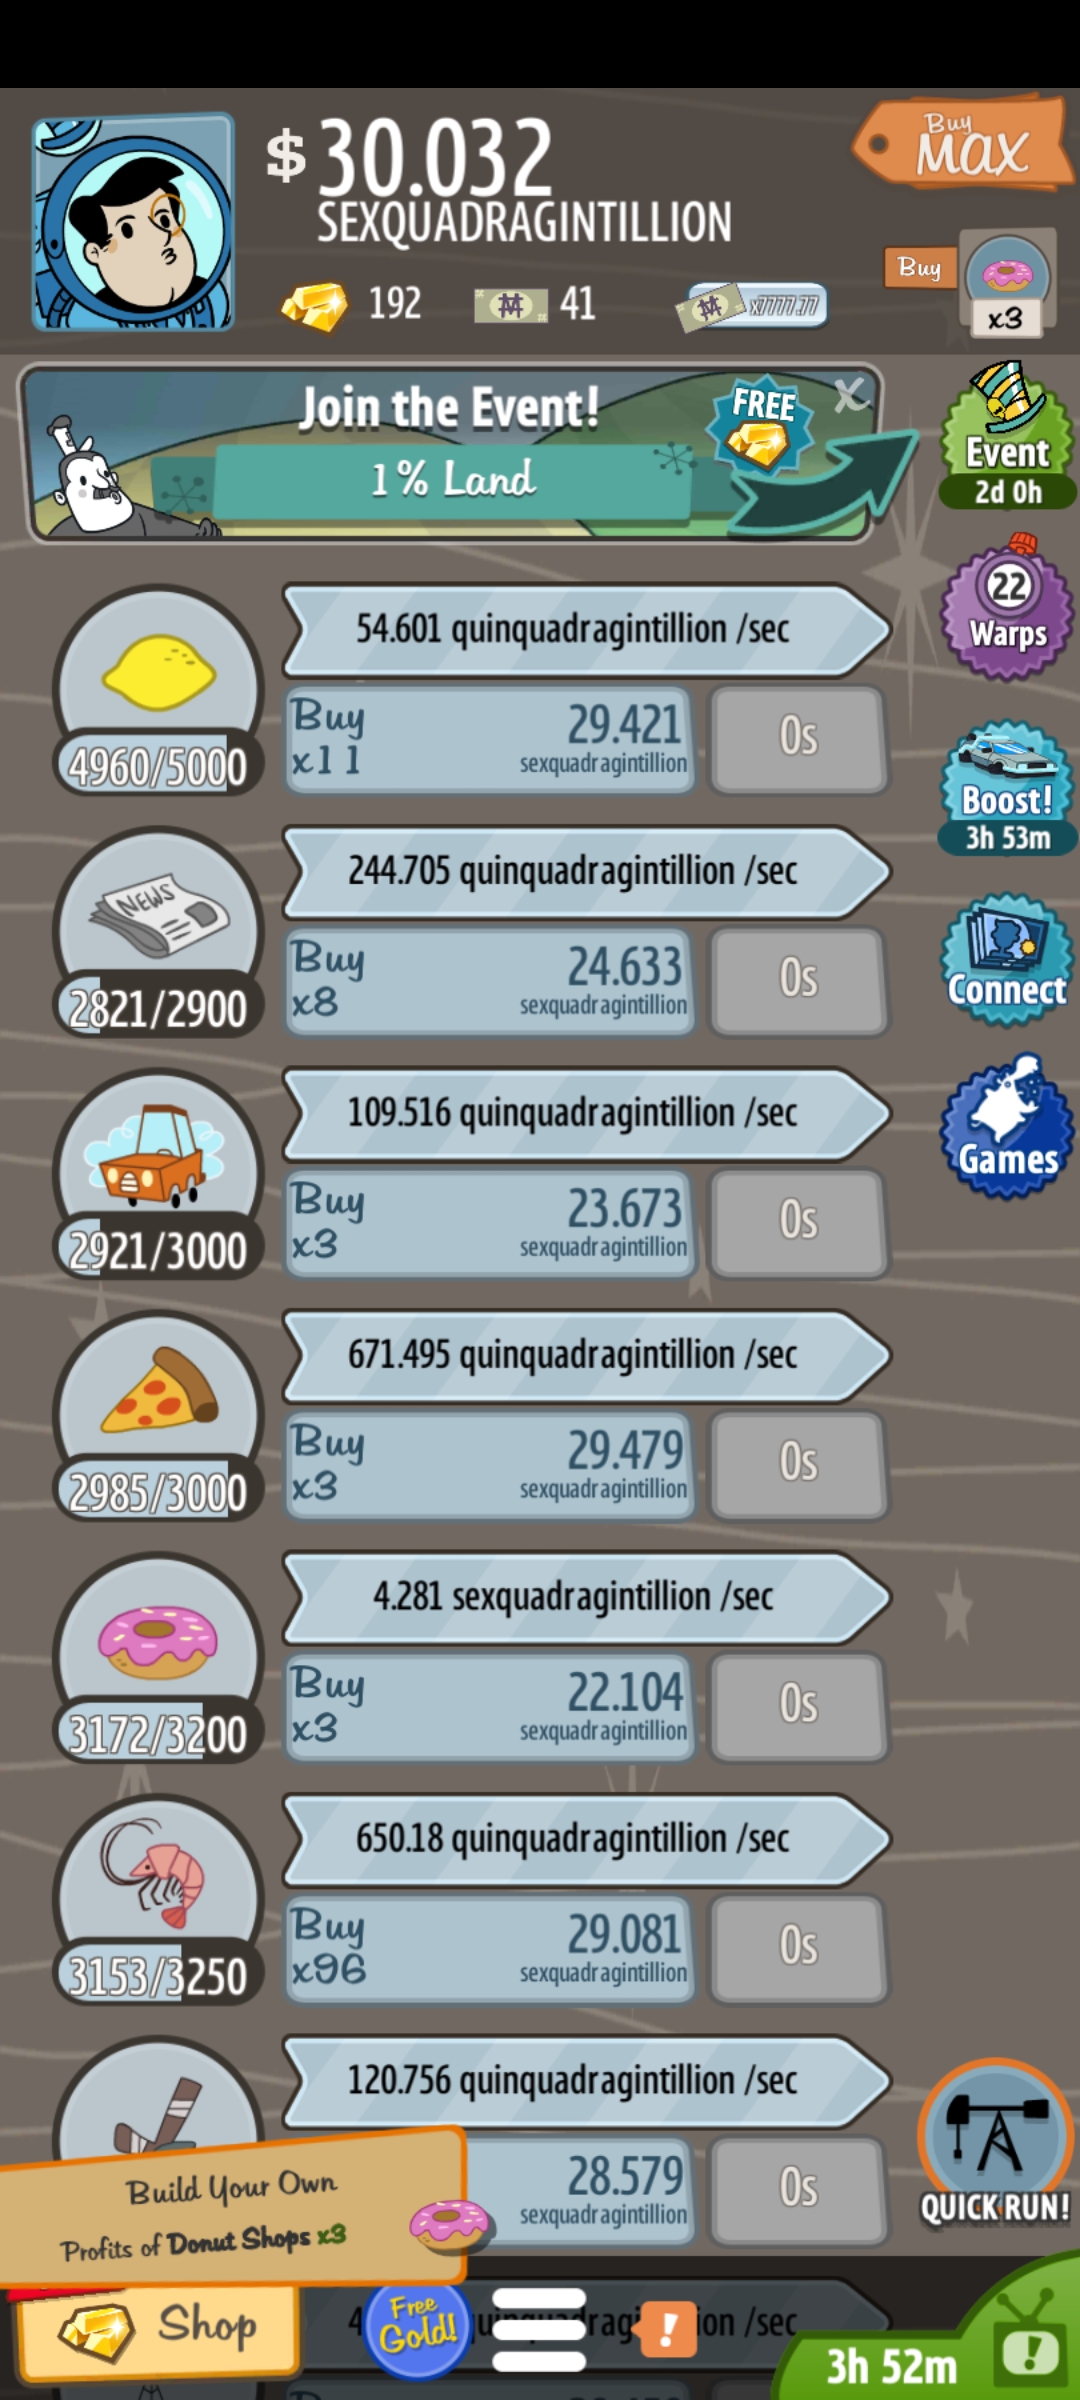 $ 30.032
SEXQUADRAGINTILLION
Buy
MAX
192
41
x7777.77
Buy
x3
Join the Event!
1% Land
FREE
X
Event
2d 0h
54.601 quinquadragintillion /sec
4960/5000
Buy
x11
29.421
sexquadragintillion
0s
22
Warps
244.705 quinquadragintillion /sec
NEWS
2821/2900
Buy
x8
24.633
sexquadragintillion
0s
Boost!
3h 53m
Connect
109.516 quinquadragintillion /sec
2921/3000
Buy
x3
23.673
sexquadragintillion
0s
Games
671.495 quinquadragintillion /sec
2985/3000
Buy
x3
29.479
sexquadragintillion
0s
4.281 sexquadragintillion /sec
3172/3200
Buy
x3
22.104
sexquadragintillion
0s
650.18 quinquadragintillion /sec
3153/3250
Buy
x96
29.081
sexquadragintillion
0s
120.756 quinquadragintillion /sec
28.579
sexquadragintillion
0s
QUICK RUN!
Build Your Own
Profits of Donut Shops x3
Shop
Free
Gold!
!
/sec
3h 52m
!
Buy